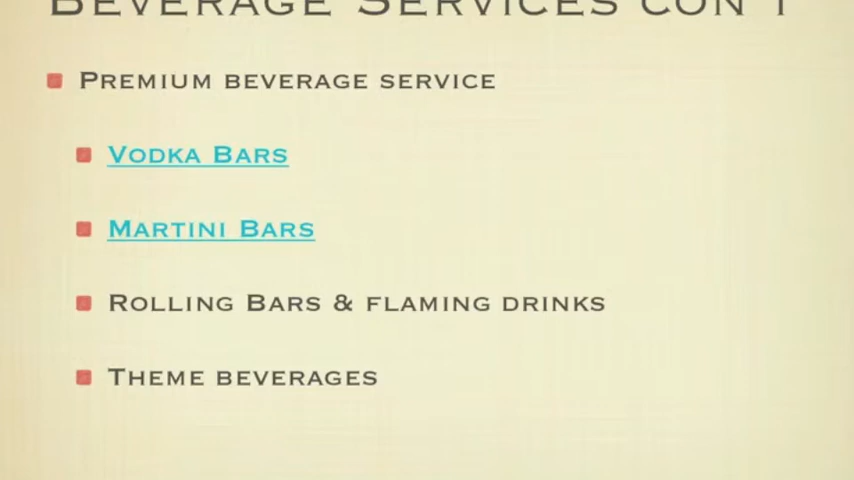 Beverage Services con't
Premium beverage service
Vodka Bars
Martini Bars
Rolling Bars & flaming drinks
Theme beverages